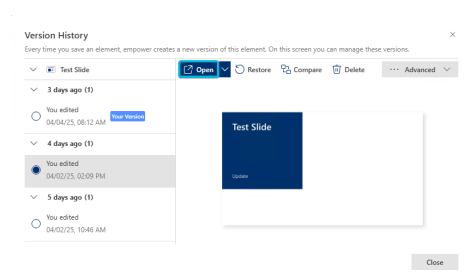 Version History
Every time you save an element, empower creates a new version of this element. On this screen you can manage these versions.
Test Slide
Open
Restore
Compare
Delete
Advanced
3 days ago (1)
You edited
04/04/25, 08:12 AM
Your Version
4 days ago (1)
You edited
04/02/25, 02:09 PM
5 days ago (1)
You edited
04/02/25, 10:46 AM
Test Slide
Update
Close